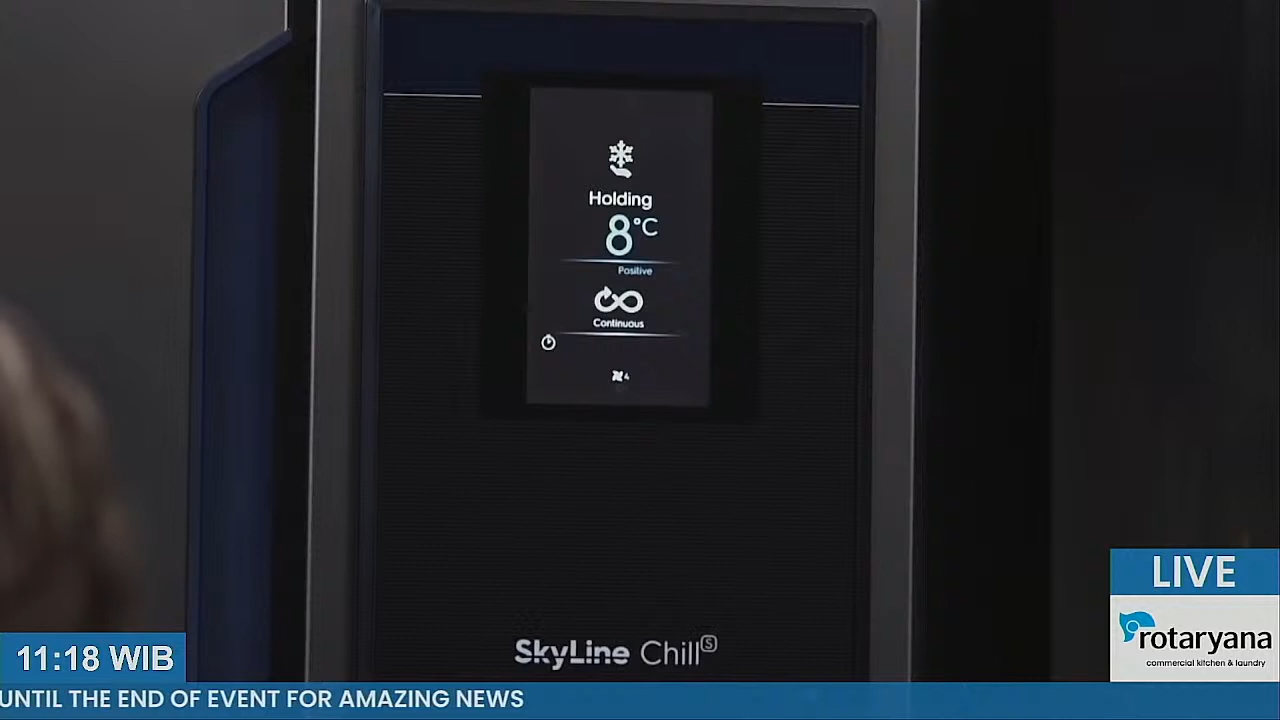 Holding
8°C
Positive
Continuous
4
SkyLine Chill S
LIVE
rotaryana
commercial kitchen & laundry
11:18 WIB
UNTIL THE END OF EVENT FOR AMAZING NEWS